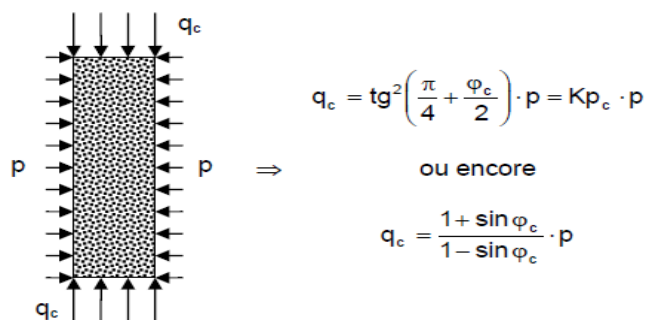 q_c
p p ⇒
q_c
q_c = tg²(π/4 + φ_c/2) · p = Kp_c · p
ou encore
q_c = (1 + sin φ_c)/(1 − sin φ_c) · p